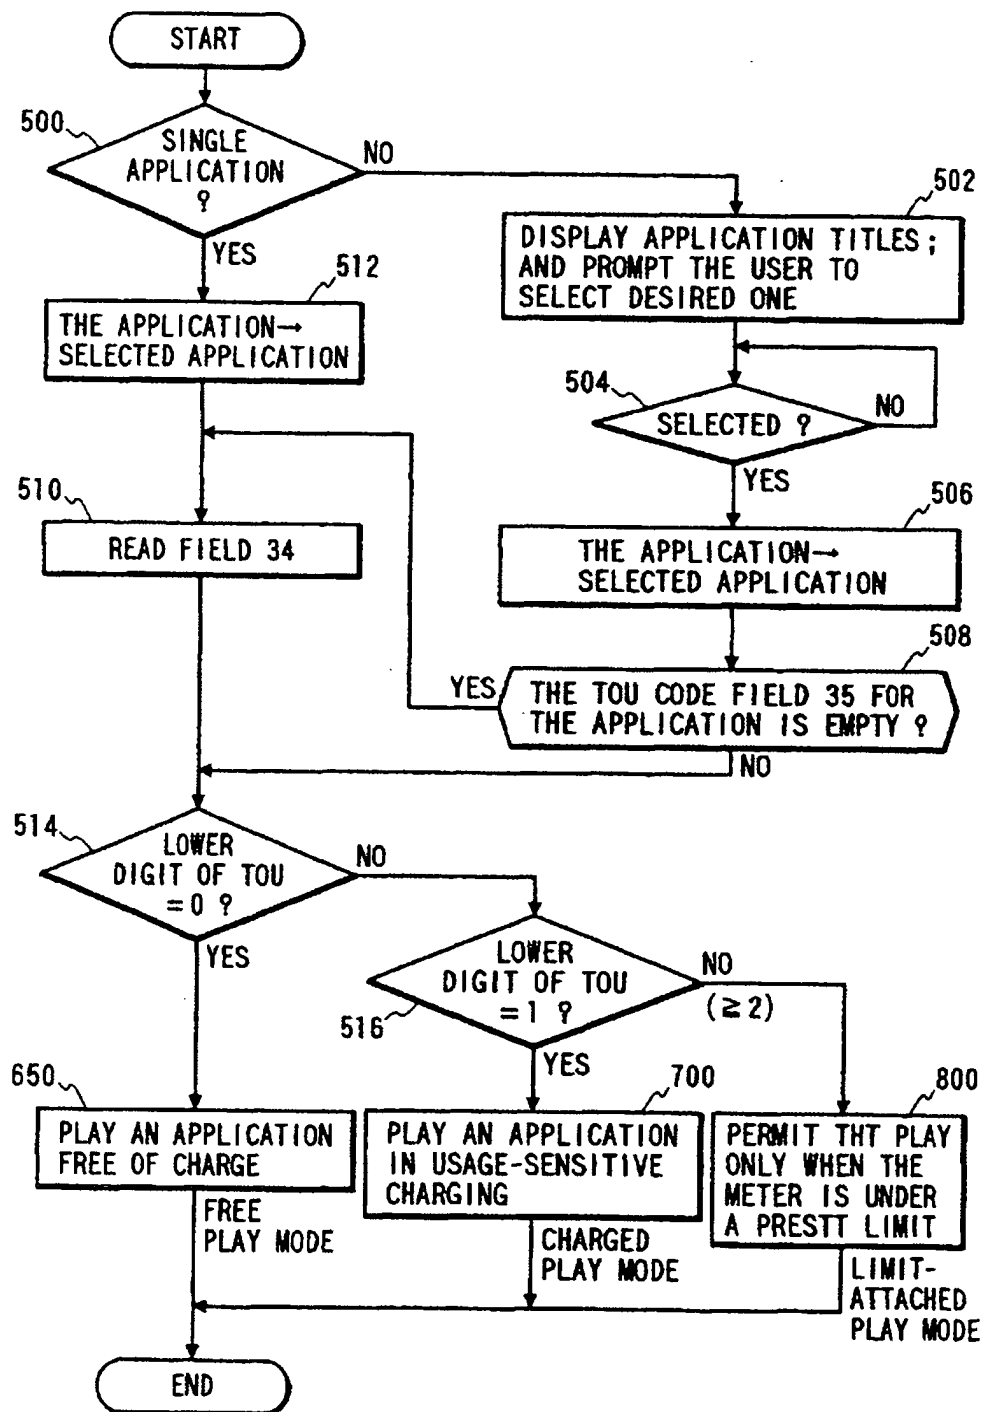 START
500
SINGLE
APPLICATION
?
NO
YES
502
DISPLAY APPLICATION TITLES;
AND PROMPT THE USER TO
SELECT DESIRED ONE
512
THE APPLICATION→
SELECTED APPLICATION
504
SELECTED ?
NO
YES
510
READ FIELD 34
506
THE APPLICATION→
SELECTED APPLICATION
508
THE TOU CODE FIELD 35 FOR
THE APPLICATION IS EMPTY ?
YES
NO
514
LOWER
DIGIT OF TOU
=0 ?
NO
YES
516
LOWER
DIGIT OF TOU
=1 ?
NO
(≧2)
YES
650
PLAY AN APPLICATION
FREE OF CHARGE
FREE
PLAY MODE
700
PLAY AN APPLICATION
IN USAGE-SENSITIVE
CHARGING
CHARGED
PLAY MODE
800
PERMIT THT PLAY
ONLY WHEN THE
METER IS UNDER
A PRESTT LIMIT
LIMIT-
ATTACHED
PLAY MODE
END